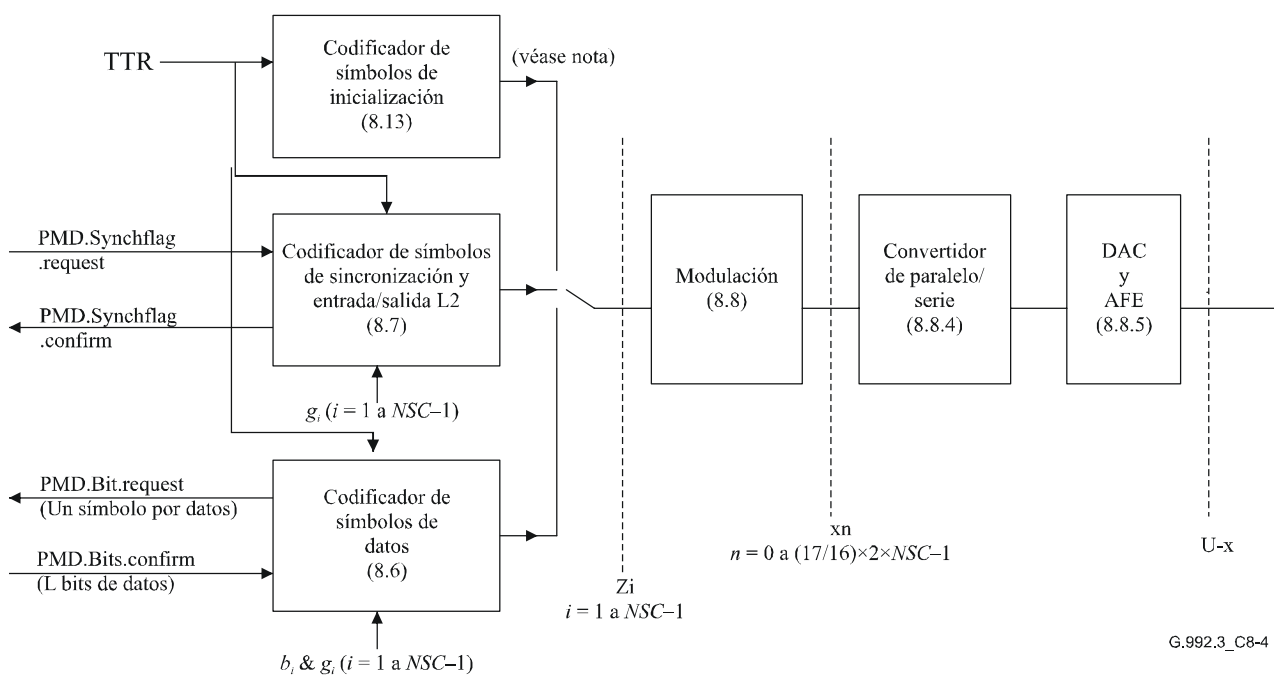 TTR
Codificador de
símbolos de
inicialización
(8.13)
(véase nota)
PMD.Synchflag
.request
PMD.Synchflag
.confirm
Codificador de símbolos
de sincronización y
entrada/salida L2
(8.7)
gi (i = 1 a NSC–1)
Modulación
(8.8)
Convertidor
de paralelo/
serie
(8.8.4)
DAC
y
AFE
(8.8.5)
PMD.Bit.request
(Un símbolo por datos)
PMD.Bits.confirm
(L bits de datos)
Codificador de
símbolos de
datos
(8.6)
bi & gi (i = 1 a NSC–1)
Zi
i = 1 a NSC–1
xn
n = 0 a (17/16)×2×NSC–1
U-x
G.992.3_C8-4